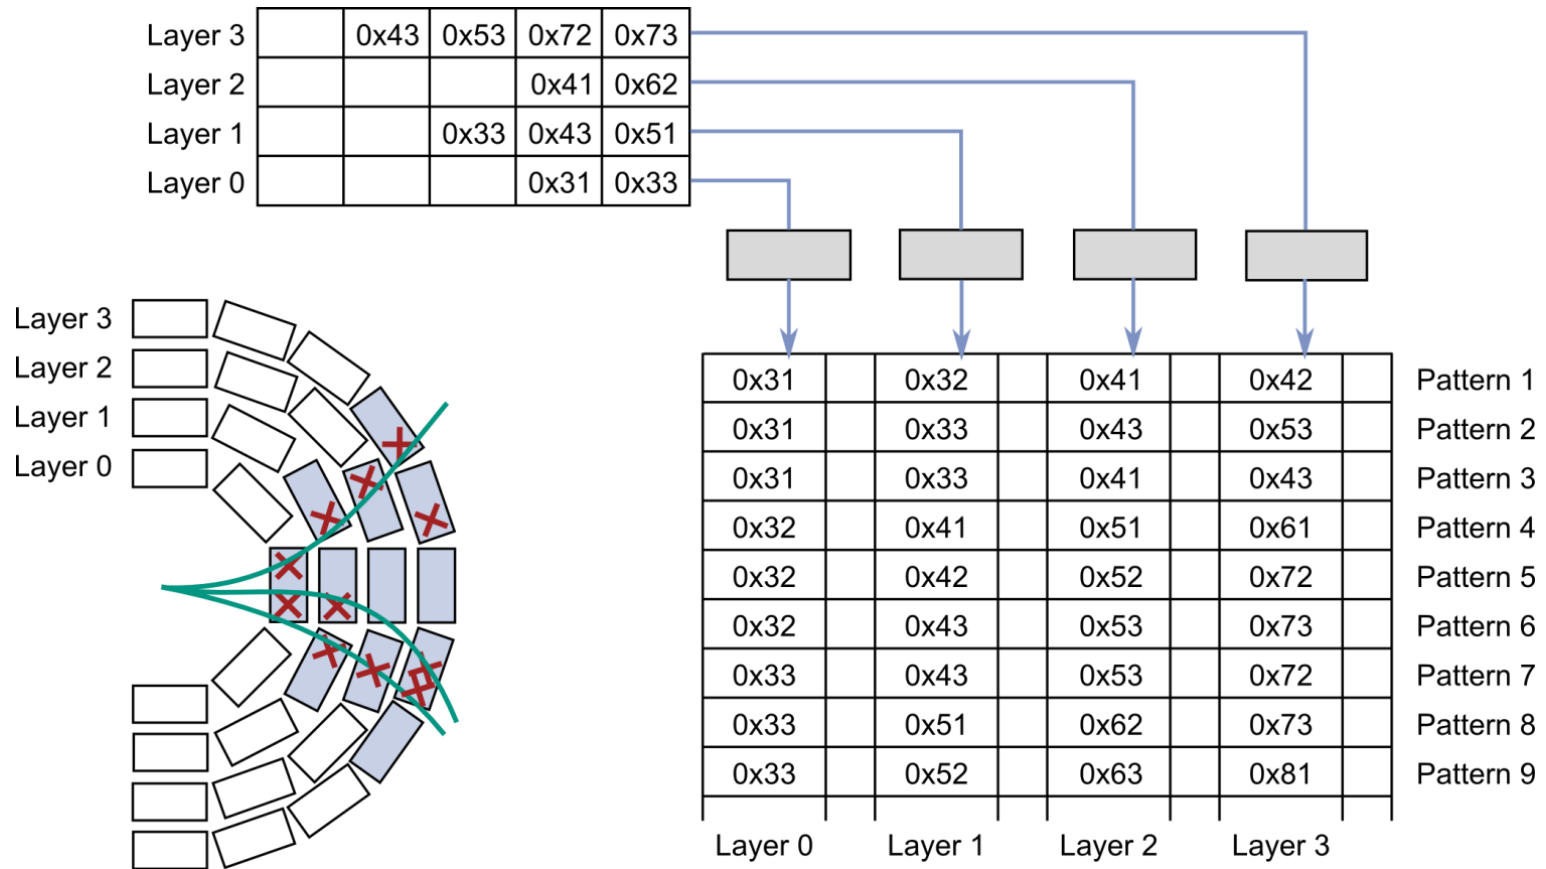 Layer 3 0x43 0x53 0x72 0x73
Layer 2 0x41 0x62
Layer 1 0x33 0x43 0x51
Layer 0 0x31 0x33
Layer 3
Layer 2
Layer 1
Layer 0
0x31 0x32 0x41 0x42 Pattern 1
0x31 0x33 0x43 0x53 Pattern 2
0x31 0x33 0x41 0x43 Pattern 3
0x32 0x41 0x51 0x61 Pattern 4
0x32 0x42 0x52 0x72 Pattern 5
0x32 0x43 0x53 0x73 Pattern 6
0x33 0x43 0x53 0x72 Pattern 7
0x33 0x51 0x62 0x73 Pattern 8
0x33 0x52 0x63 0x81 Pattern 9
Layer 0 Layer 1 Layer 2 Layer 3